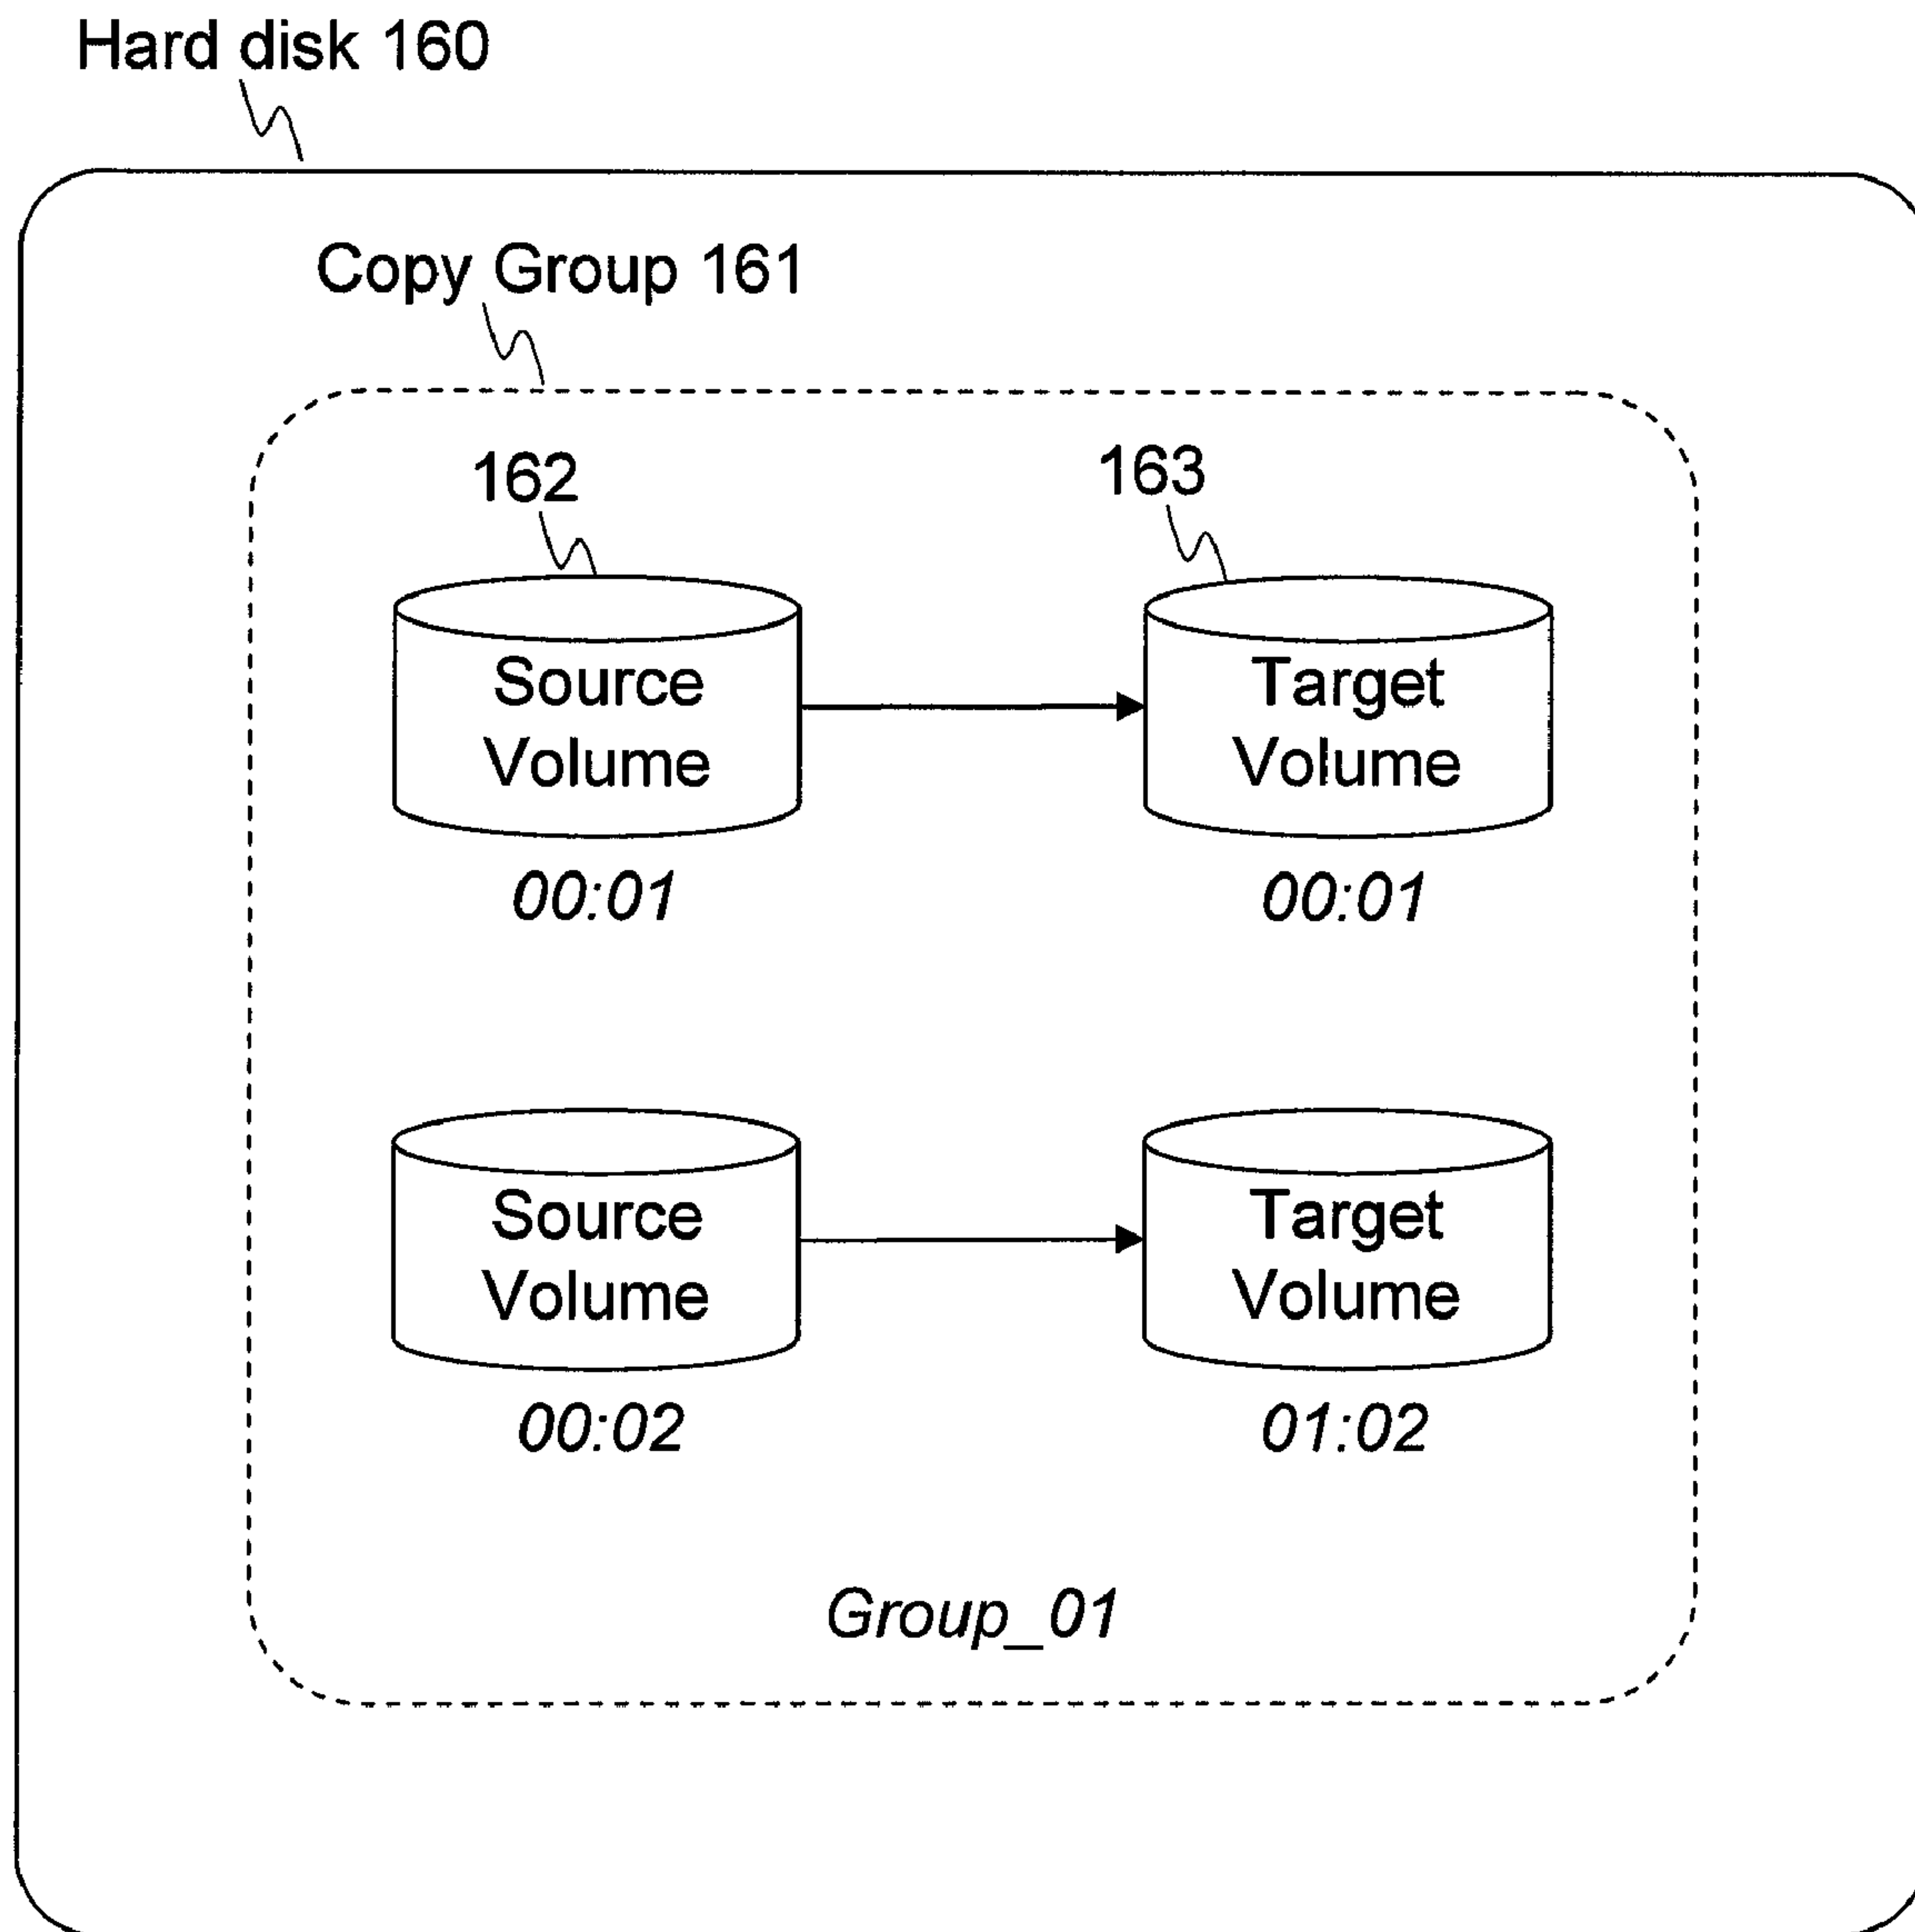 Hard disk 160
Copy Group 161
162
163
Source
Volume
Target
Volume
00:01
00:01
Source
Volume
Target
Volume
00:02
01:02
Group_01